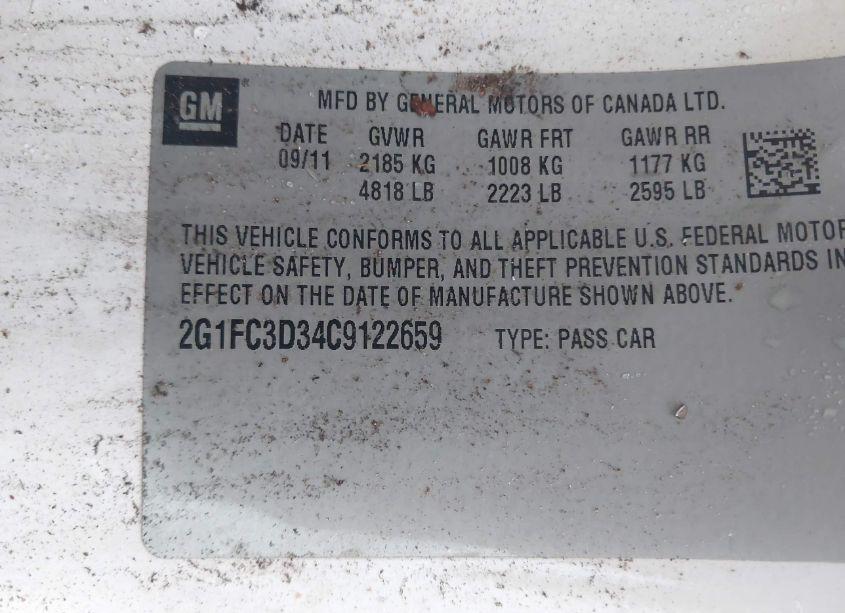 GM
MFD BY GENERAL MOTORS OF CANADA LTD.
DATE GVWR GAWR FRT GAWR RR
09/11 2185 KG 1008 KG 1177 KG
4818 LB 2223 LB 2595 LB
THIS VEHICLE CONFORMS TO ALL APPLICABLE U.S. FEDERAL MOTOR
VEHICLE SAFETY, BUMPER, AND THEFT PREVENTION STANDARDS IN
EFFECT ON THE DATE OF MANUFACTURE SHOWN ABOVE.
2G1FC3D34C9122659 TYPE: PASS CAR